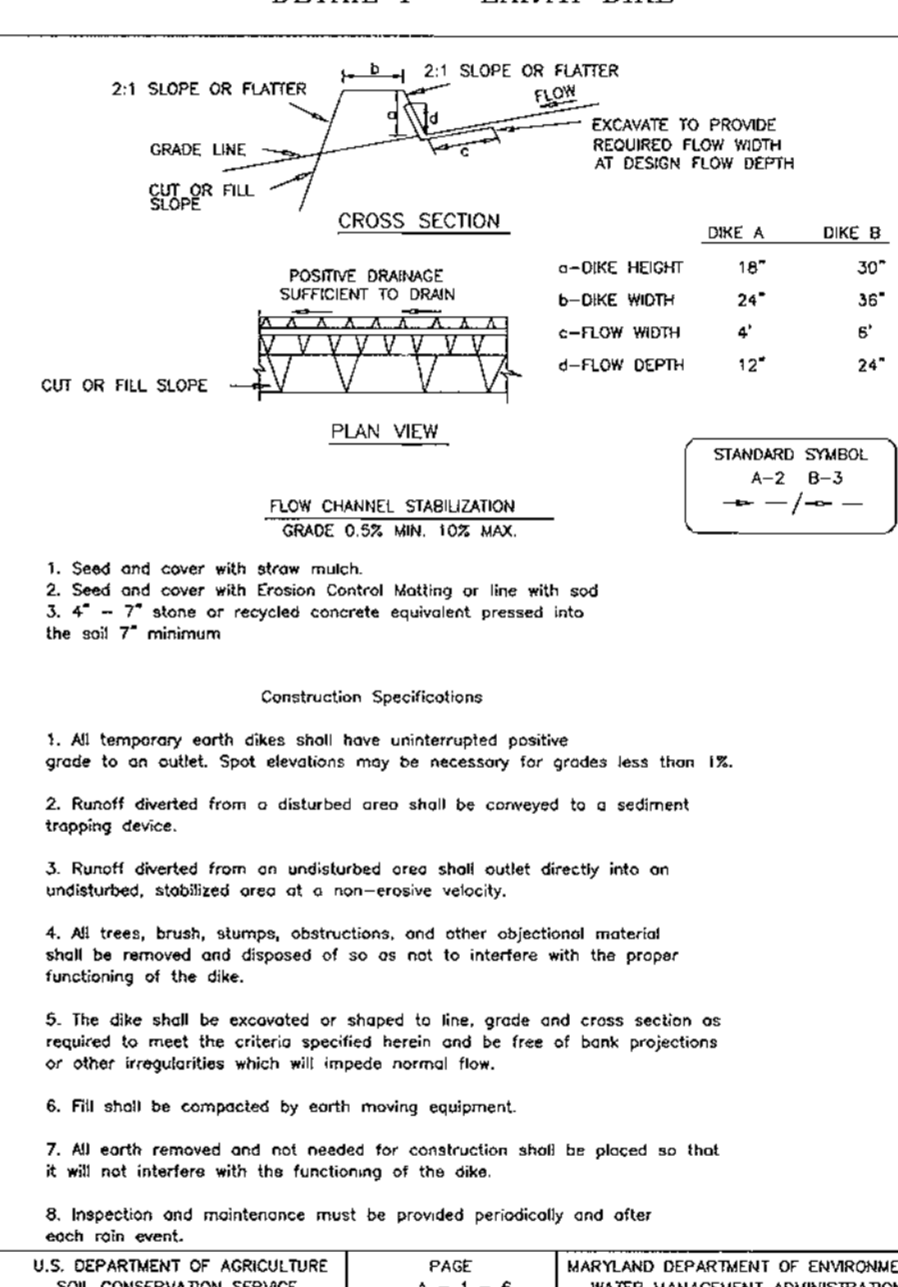 b
2:1 SLOPE OR FLATTER
2:1 SLOPE OR FLATTER
FLOW
a
d
EXCAVATE TO PROVIDE
REQUIRED FLOW WIDTH
AT DESIGN FLOW DEPTH
GRADE LINE
c
CUT OR FILL
SLOPE
CROSS SECTION
DIKE A DIKE B
a-DIKE HEIGHT 18" 30"
b-DIKE WIDTH 24" 36"
c-FLOW WIDTH 4' 6'
d-FLOW DEPTH 12" 24"
POSITIVE DRAINAGE
SUFFICIENT TO DRAIN
CUT OR FILL SLOPE
PLAN VIEW
STANDARD SYMBOL
A-2 B-3
FLOW CHANNEL STABILIZATION
GRADE 0.5% MIN. 10% MAX.
1. Seed and cover with straw mulch.
2. Seed and cover with Erosion Control Matting or line with sod
3. 4" - 7" stone or recycled concrete equivalent pressed into
the soil 7" minimum
Construction Specifications
1. All temporary earth dikes shall have uninterrupted positive
grade to an outlet. Spot elevations may be necessary for grades less than 1%.
2. Runoff diverted from a disturbed area shall be conveyed to a sediment
trapping device.
3. Runoff diverted from an undisturbed area shall outlet directly into an
undisturbed, stabilized area at a non-erosive velocity.
4. All trees, brush, stumps, obstructions, and other objectional material
shall be removed and disposed of so as not to interfere with the proper
functioning of the dike.
5. The dike shall be excavated or shaped to line, grade and cross section as
required to meet the criteria specified herein and be free of bank projections
or other irregularities which will impede normal flow.
6. Fill shall be compacted by earth moving equipment.
7. All earth removed and not needed for construction shall be placed so that
it will not interfere with the functioning of the dike.
8. Inspection and maintenance must be provided periodically and after
each rain event.
U.S. DEPARTMENT OF AGRICULTURE
SOIL CONSERVATION SERVICE
PAGE
A - 1 - 6
MARYLAND DEPARTMENT OF ENVIRONME
WATER MANAGEMENT ADMINISTRATION